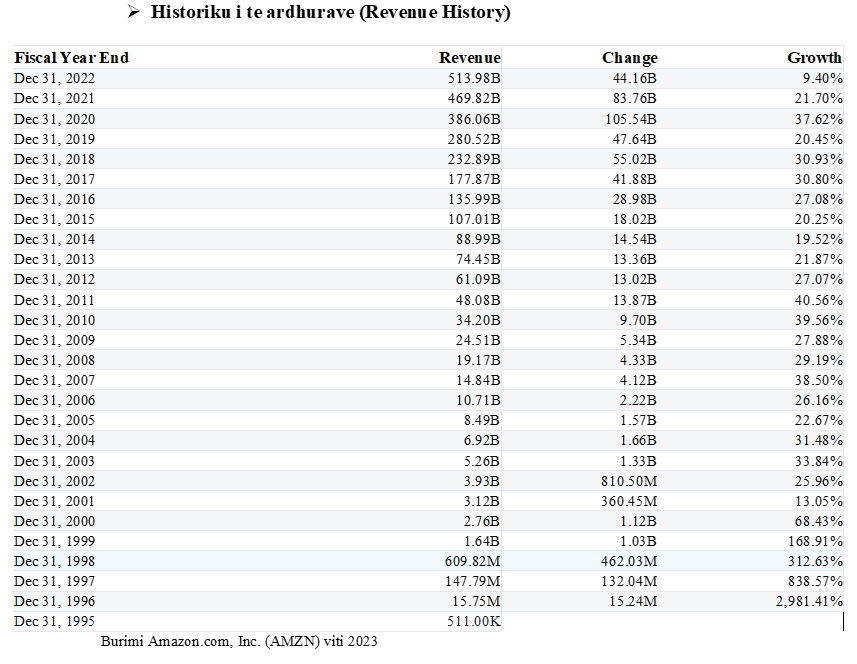 ➢ Historiku i te ardhurave (Revenue History)
Fiscal Year End Revenue Change Growth
Dec 31, 2022 513.98B 44.16B 9.40%
Dec 31, 2021 469.82B 83.76B 21.70%
Dec 31, 2020 386.06B 105.54B 37.62%
Dec 31, 2019 280.52B 47.64B 20.45%
Dec 31, 2018 232.89B 55.02B 30.93%
Dec 31, 2017 177.87B 41.88B 30.80%
Dec 31, 2016 135.99B 28.98B 27.08%
Dec 31, 2015 107.01B 18.02B 20.25%
Dec 31, 2014 88.99B 14.54B 19.52%
Dec 31, 2013 74.45B 13.36B 21.87%
Dec 31, 2012 61.09B 13.02B 27.07%
Dec 31, 2011 48.08B 13.87B 40.56%
Dec 31, 2010 34.20B 9.70B 39.56%
Dec 31, 2009 24.51B 5.34B 27.88%
Dec 31, 2008 19.17B 4.33B 29.19%
Dec 31, 2007 14.84B 4.12B 38.50%
Dec 31, 2006 10.71B 2.22B 26.16%
Dec 31, 2005 8.49B 1.57B 22.67%
Dec 31, 2004 6.92B 1.66B 31.48%
Dec 31, 2003 5.26B 1.33B 33.84%
Dec 31, 2002 3.93B 810.50M 25.96%
Dec 31, 2001 3.12B 360.45M 13.05%
Dec 31, 2000 2.76B 1.12B 68.43%
Dec 31, 1999 1.64B 1.03B 168.91%
Dec 31, 1998 609.82M 462.03M 312.63%
Dec 31, 1997 147.79M 132.04M 838.57%
Dec 31, 1996 15.75M 15.24M 2,981.41%
Dec 31, 1995 511.00K
Burimi Amazon.com, Inc. (AMZN) viti 2023